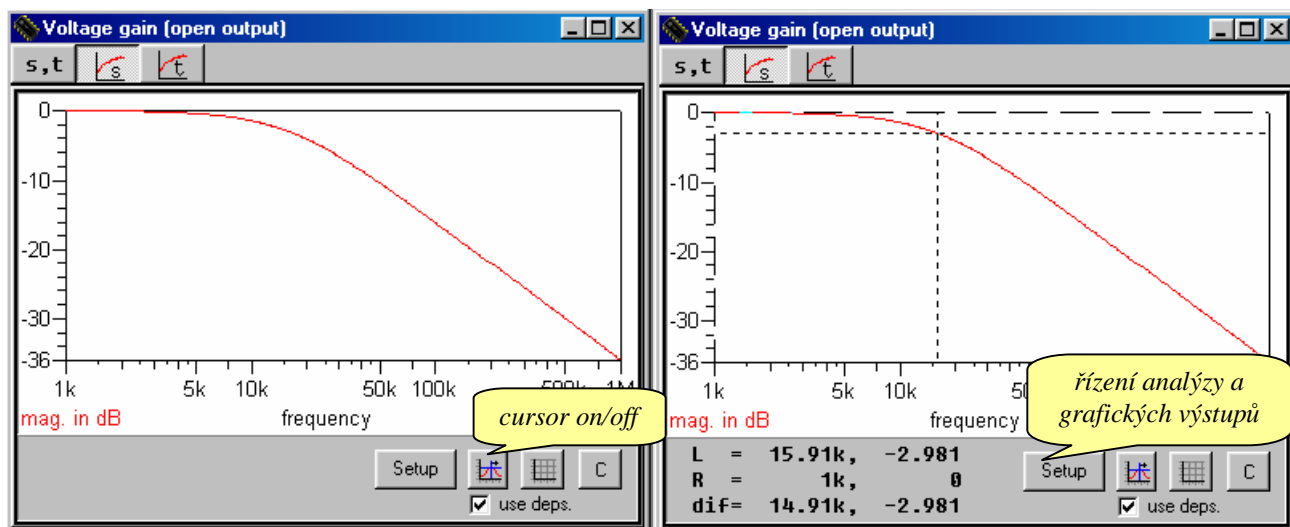 Voltage gain (open output)
s,t s t
0
-10
-20
-30
-36
1k 5k 10k 50k 100k 500k 1M
mag. in dB frequency
cursor on/off
Setup C
use deps.
Voltage gain (open output)
s,t s t
0
-10
-20
-30
-36
1k 5k 10k
mag. in dB frequency
řízení analýzy a
grafických výstupů
L = 15.91k, -2.981
R = 1k, 0
dif= 14.91k, -2.981
Setup C
use deps.